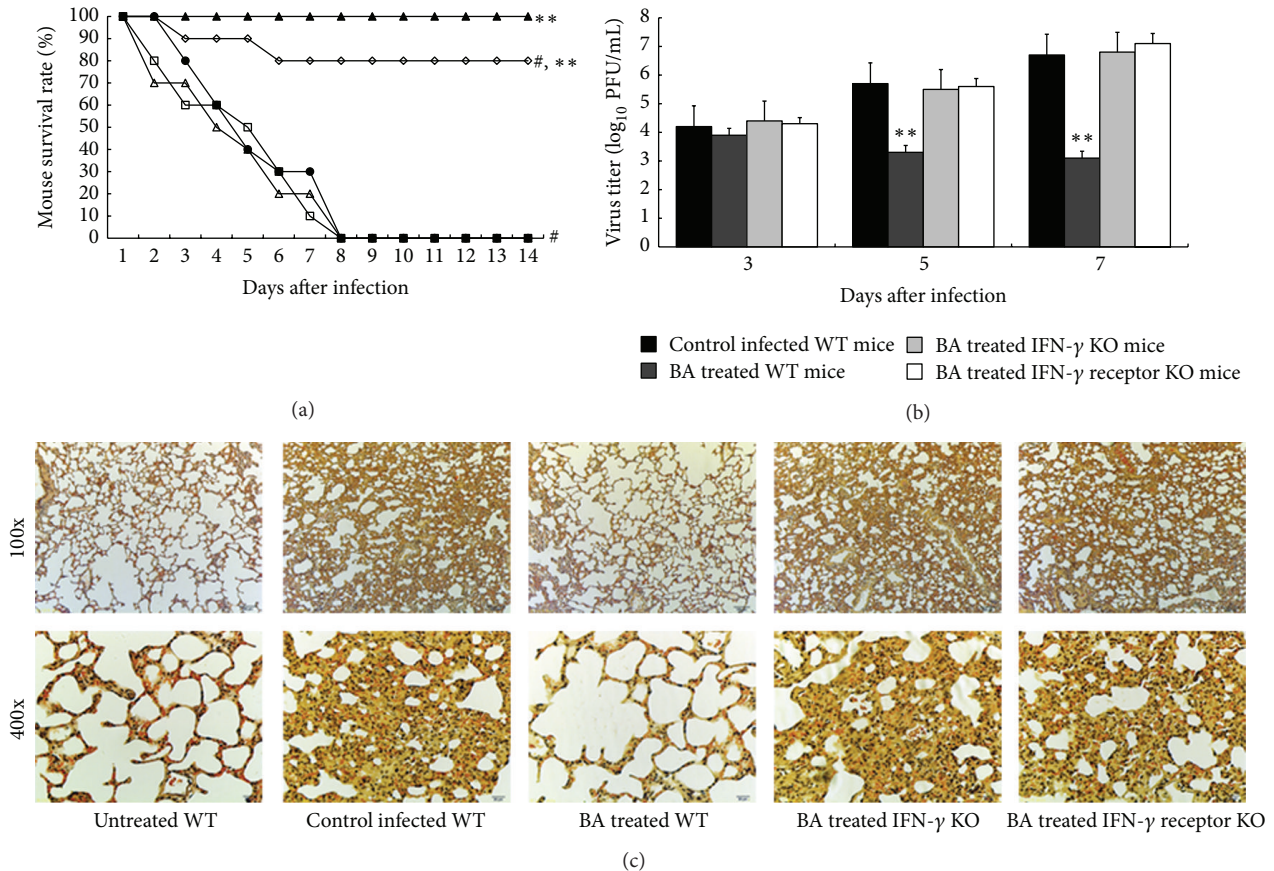 Mouse survival rate (%)
100
90
80
70
60
50
40
30
20
10
0
**
#, **
#
1 2 3 4 5 6 7 8 9 10 11 12 13 14
Days after infection
(a)
Virus titer (log10 PFU/mL)
8
7
6
5
4
3
2
1
0
**
**
3 5 7
Days after infection
Control infected WT mice
BA treated WT mice
BA treated IFN-γ KO mice
BA treated IFN-γ receptor KO mice
(b)
100x
400x
Untreated WT
Control infected WT
BA treated WT
BA treated IFN-γ KO
BA treated IFN-γ receptor KO
(c)